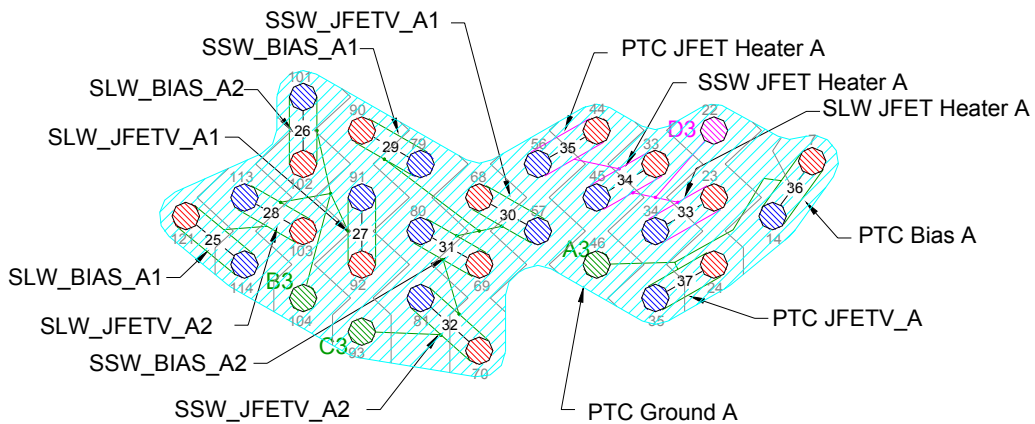 SSW_JFETV_A1
SSW_BIAS_A1
PTC JFET Heater A
SLW_BIAS_A2
SSW JFET Heater A
SLW_JFETV_A1
SLW JFET Heater A
101
90
79
44
22
7
26
29
35
D3
56
33
102
113
91
68
45
34
23
36
28
80
30
57
34
33
14
121
25
103
27
31
46
A3
PTC Bias A
SLW_BIAS_A1
114
B3
92
69
37
24
104
81
32
35
SLW_JFETV_A2
C3
93
PTC JFETV_A
SSW_BIAS_A2
70
SSW_JFETV_A2
PTC Ground A